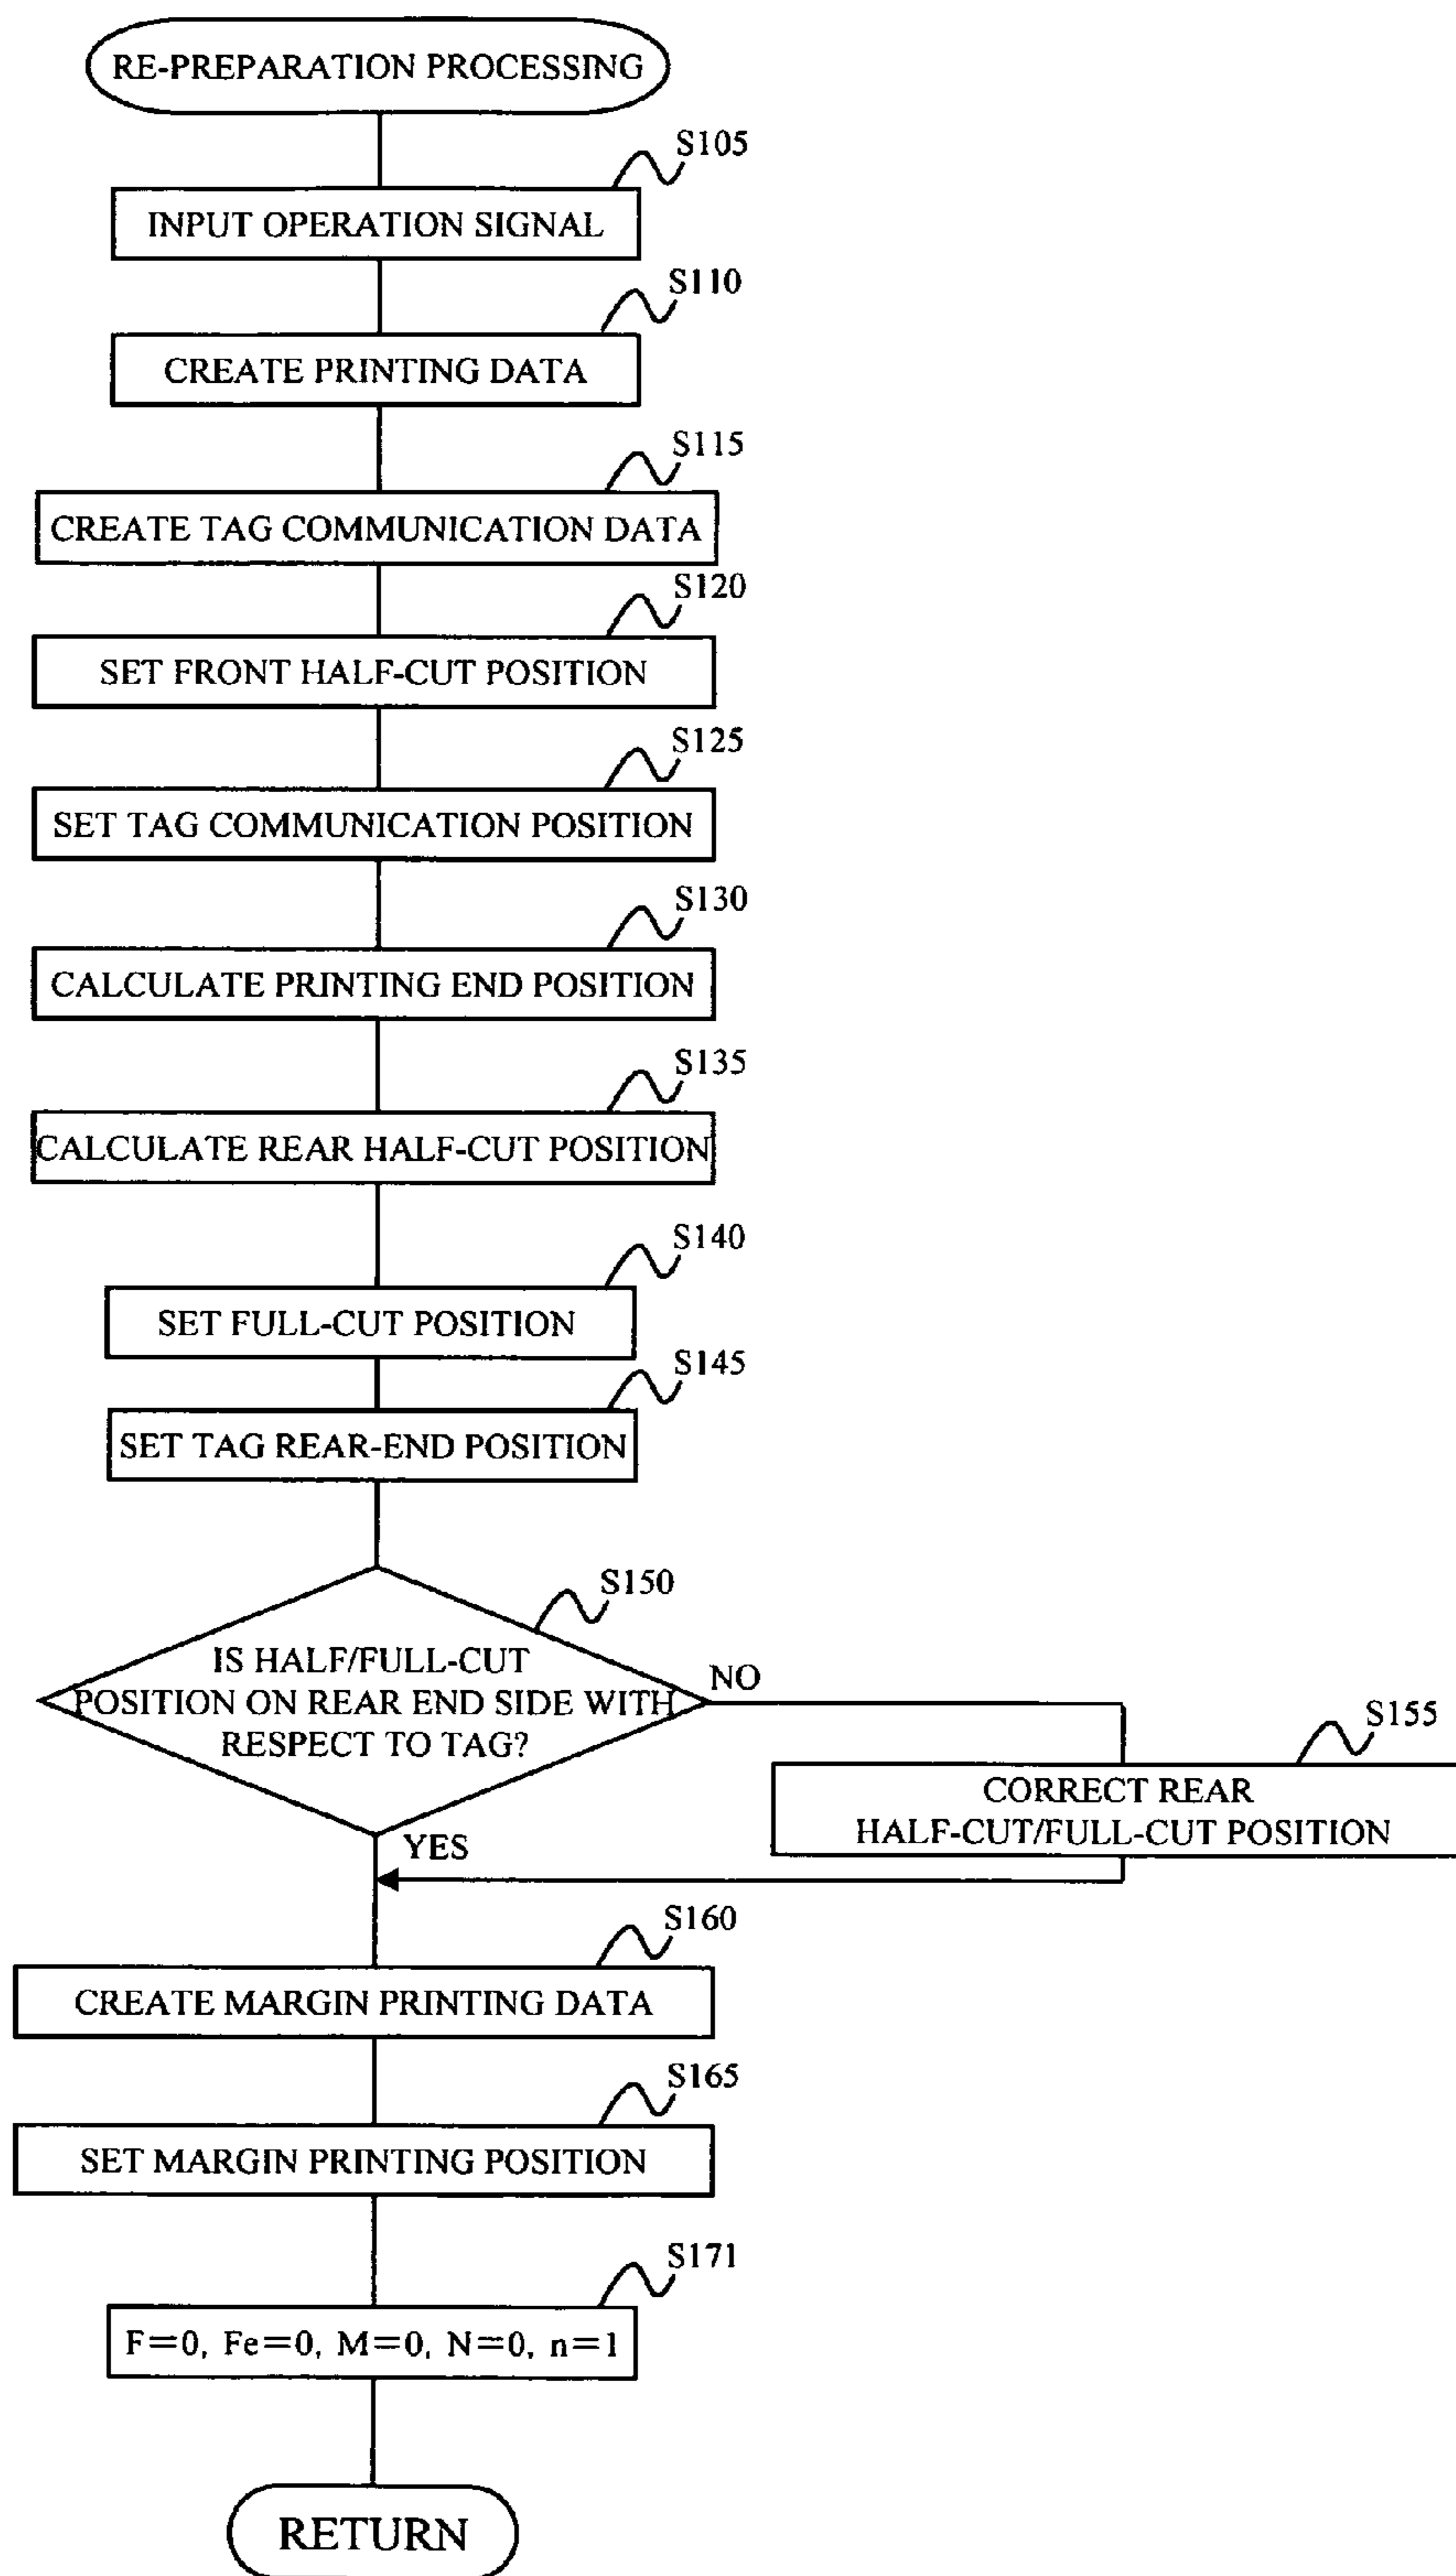 RE-PREPARATION PROCESSING
S105
INPUT OPERATION SIGNAL
S110
CREATE PRINTING DATA
S115
CREATE TAG COMMUNICATION DATA
S120
SET FRONT HALF-CUT POSITION
S125
SET TAG COMMUNICATION POSITION
S130
CALCULATE PRINTING END POSITION
S135
CALCULATE REAR HALF-CUT POSITION
S140
SET FULL-CUT POSITION
S145
SET TAG REAR-END POSITION
S150
IS HALF/FULL-CUT
POSITION ON REAR END SIDE WITH
RESPECT TO TAG?
NO
S155
CORRECT REAR
HALF-CUT/FULL-CUT POSITION
YES
S160
CREATE MARGIN PRINTING DATA
S165
SET MARGIN PRINTING POSITION
S171
F=0, Fe=0, M=0, N=0, n=1
RETURN